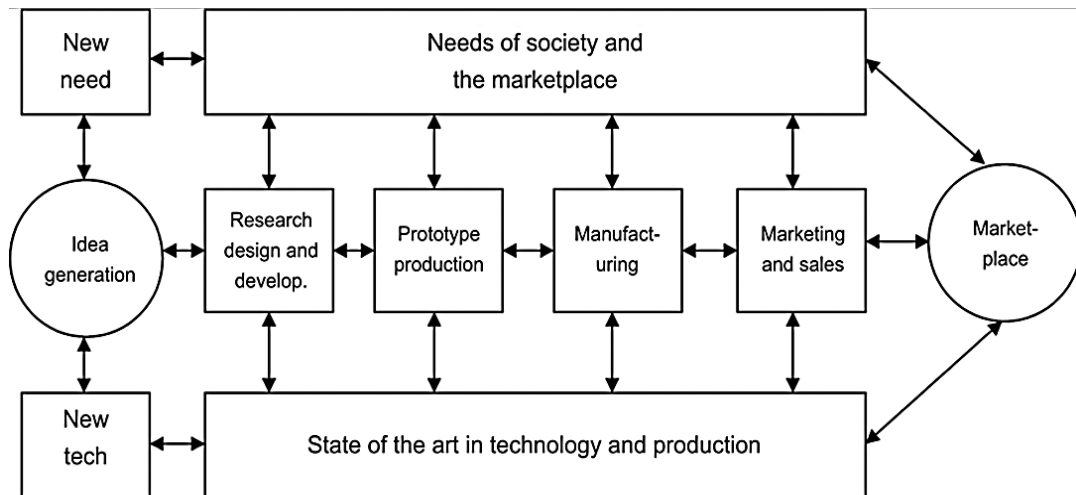 New
need
Needs of society and
the marketplace
Idea
generation
Research
design and
develop.
Prototype
production
Manufact-
uring
Marketing
and sales
Market-
place
New
tech
State of the art in technology and production